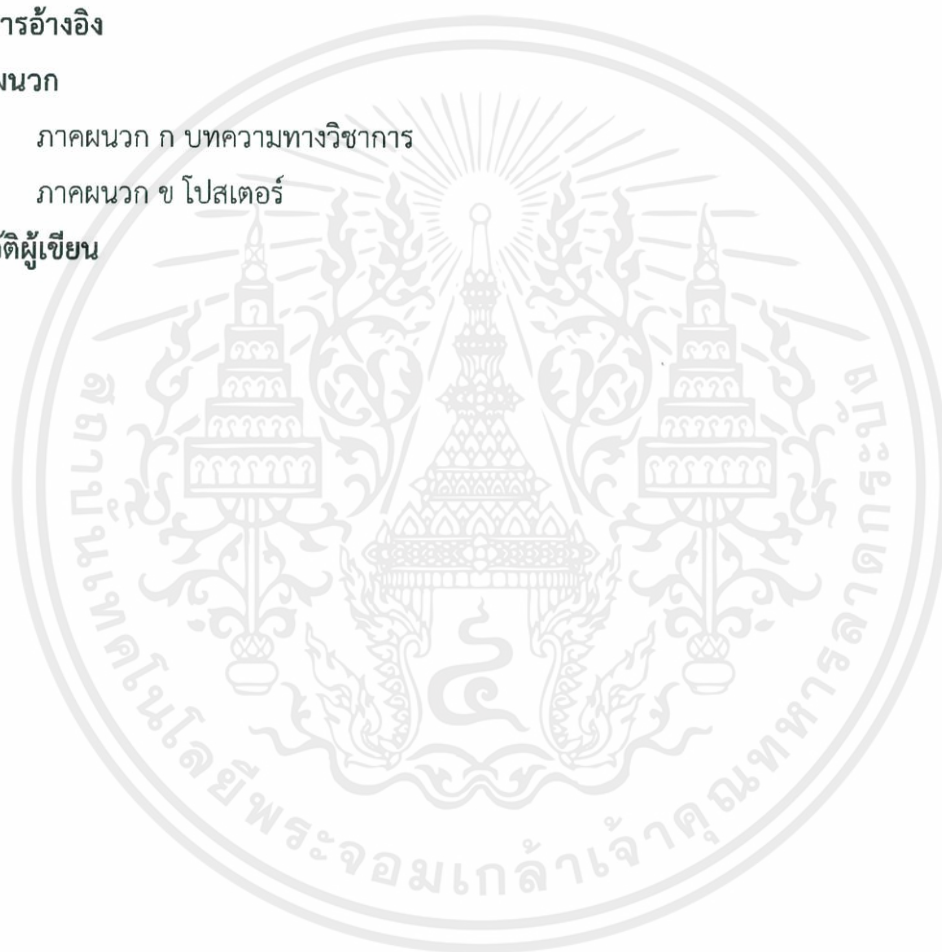 ารอ้างอิง
ผนวก
ภาคผนวก ก บทความทางวิชาการ
ภาคผนวก ข โปสเตอร์
ัติผู้เขียน
สถาบันเทคโนโลยีพระจอมเกล้าเจ้าคุณทหารลาดกระบัง
๔